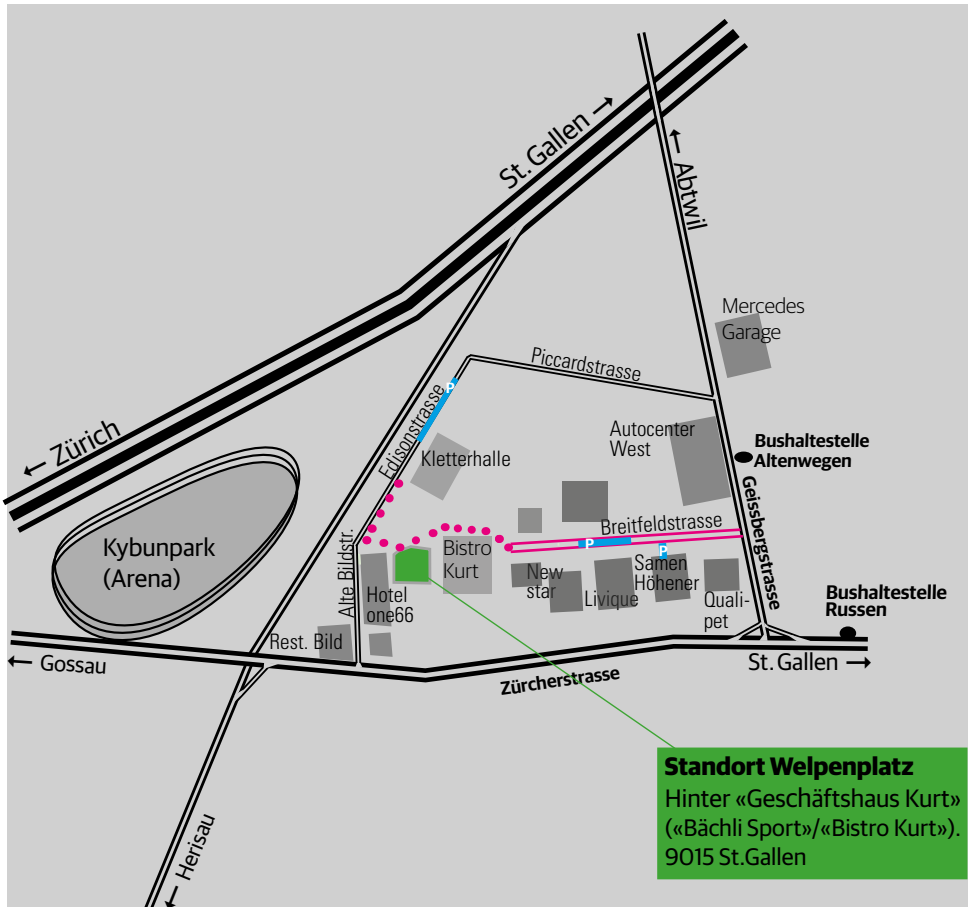 St. Gallen →
← Abtwil
Mercedes
Garage
Piccardstrasse
P
Edisonstrasse
← Zürich
Autocenter
West
Bushaltestelle
Altenwegen
Kletterhalle
Geissbergstrasse
Breitfeldstrasse
P
P
Kybunpark
(Arena)
Bistro
Kurt
Alte Bildstr.
New
star
Samen
Höhener
Livique
Quali-
pet
Hotel
one66
Bushaltestelle
Russen
Rest. Bild
← Gossau
St. Gallen →
Zürcherstrasse
← Herisau
Standort Welpenplatz
Hinter «Geschäftshaus Kurt»
(«Bächli Sport»/«Bistro Kurt»).
9015 St.Gallen